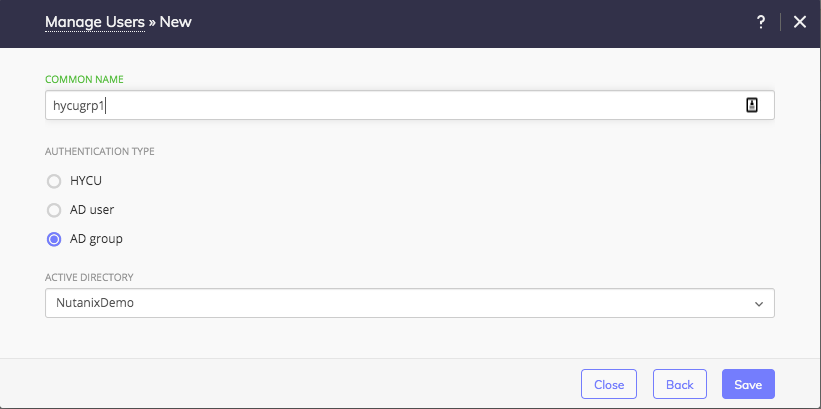 Manage Users » New
?
COMMON NAME
hycugrp1
AUTHENTICATION TYPE
HYCU
AD user
AD group
ACTIVE DIRECTORY
NutanixDemo
Close Back Save